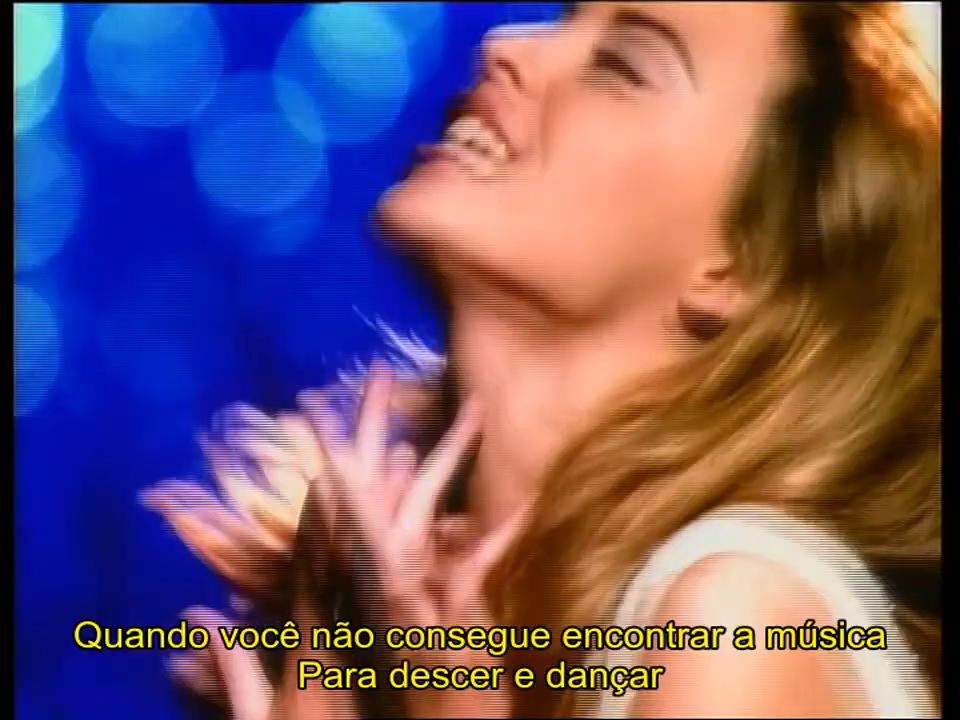 Quando você não consegue encontrar a música
Para descer e dançar